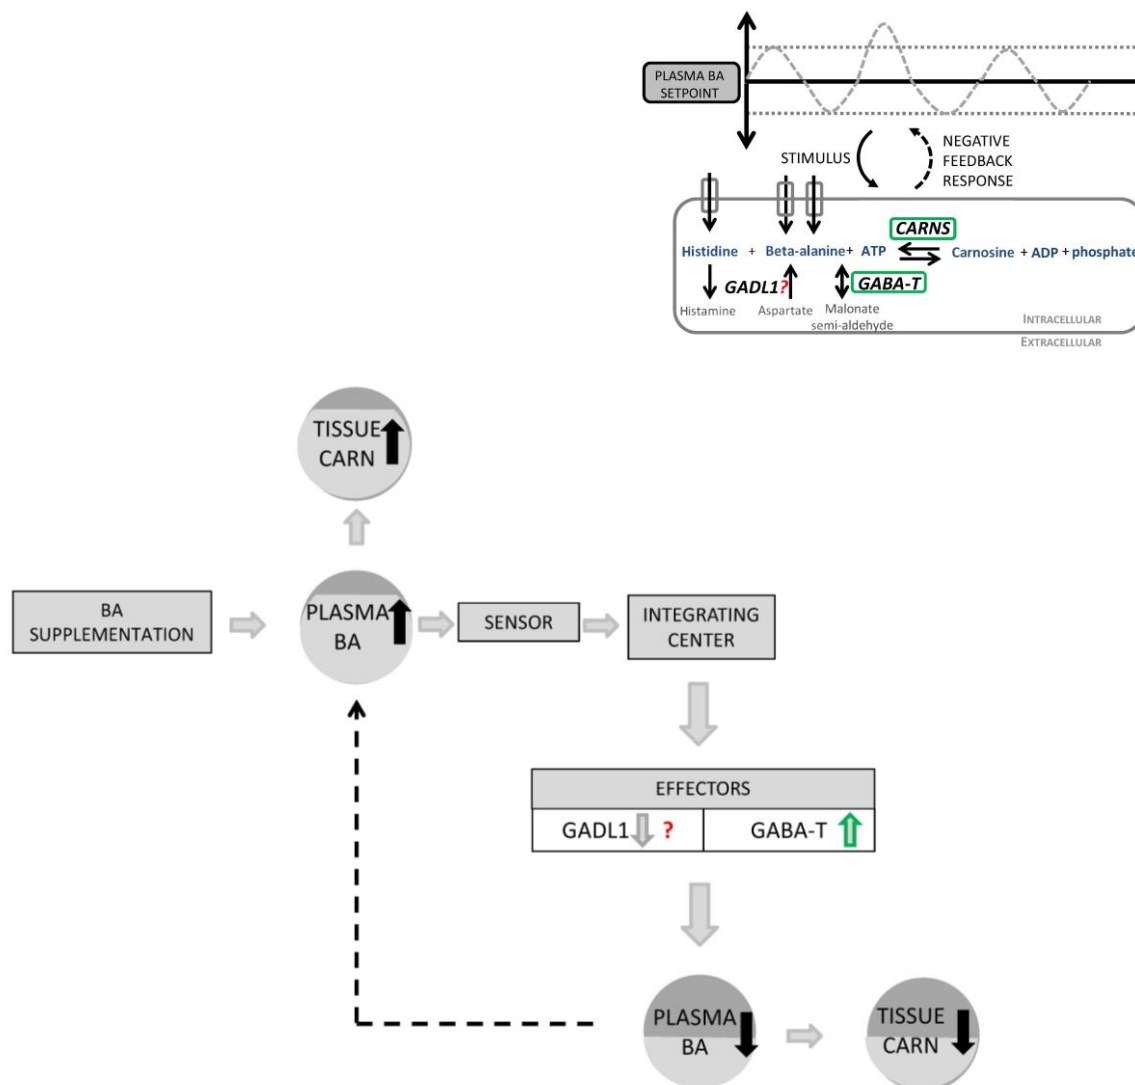 PLASMA BA
SETPOINT
STIMULUS
NEGATIVE
FEEDBACK
RESPONSE
CARNS
Histidine + Beta-alanine+ ATP Carnosine + ADP + phosphate
GADL1? GABA-T
Histamine Aspartate Malonate
semi-aldehyde
INTRACELLULAR
EXTRACELLULAR
TISSUE
CARN
BA
SUPPLEMENTATION
PLASMA
BA
SENSOR
INTEGRATING
CENTER
EFFECTORS
GADL1 ? GABA-T
PLASMA
BA
TISSUE
CARN